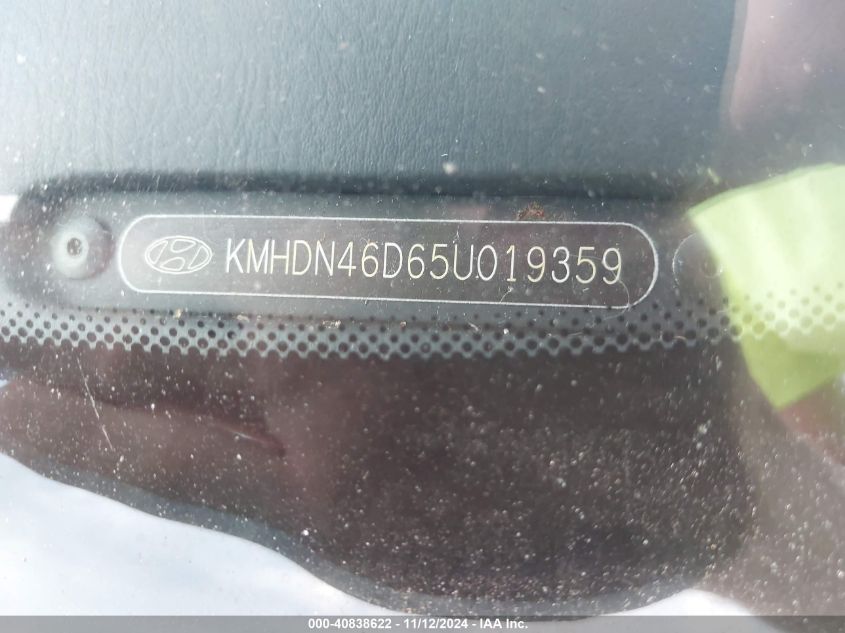 KMHDN46D65U019359
000-40838622 - 11/12/2024 - IAA Inc.